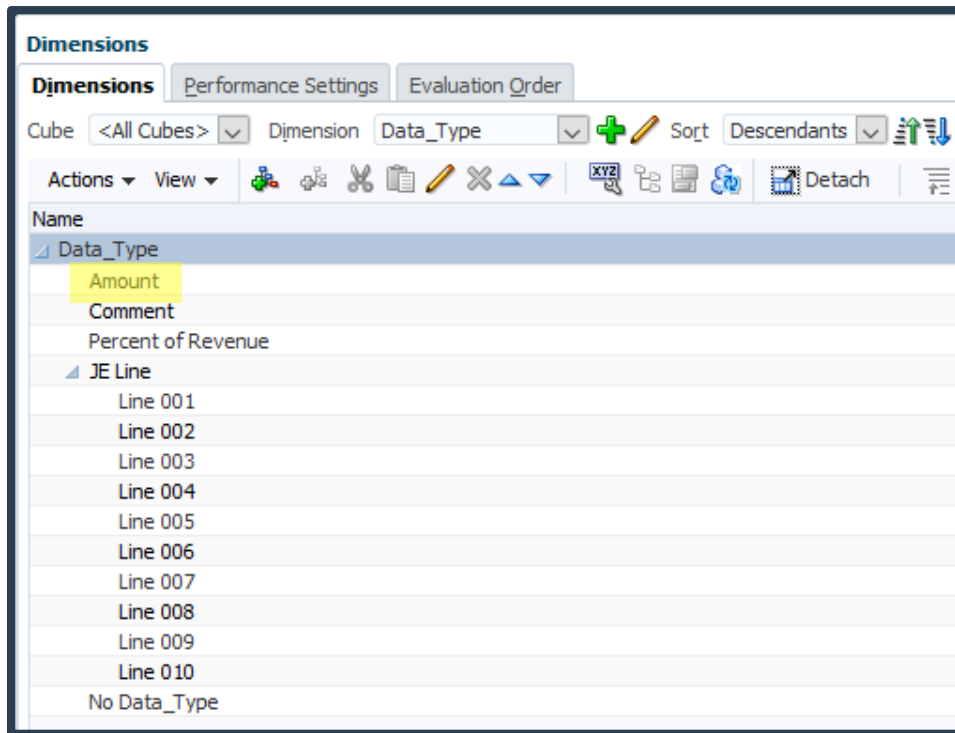 Dimensions
Dimensions Performance Settings Evaluation Order
Cube <All Cubes> Dimension Data_Type Sort Descendants
Actions View XYZ Detach
Name
Data_Type
Amount
Comment
Percent of Revenue
JE Line
Line 001
Line 002
Line 003
Line 004
Line 005
Line 006
Line 007
Line 008
Line 009
Line 010
No Data_Type